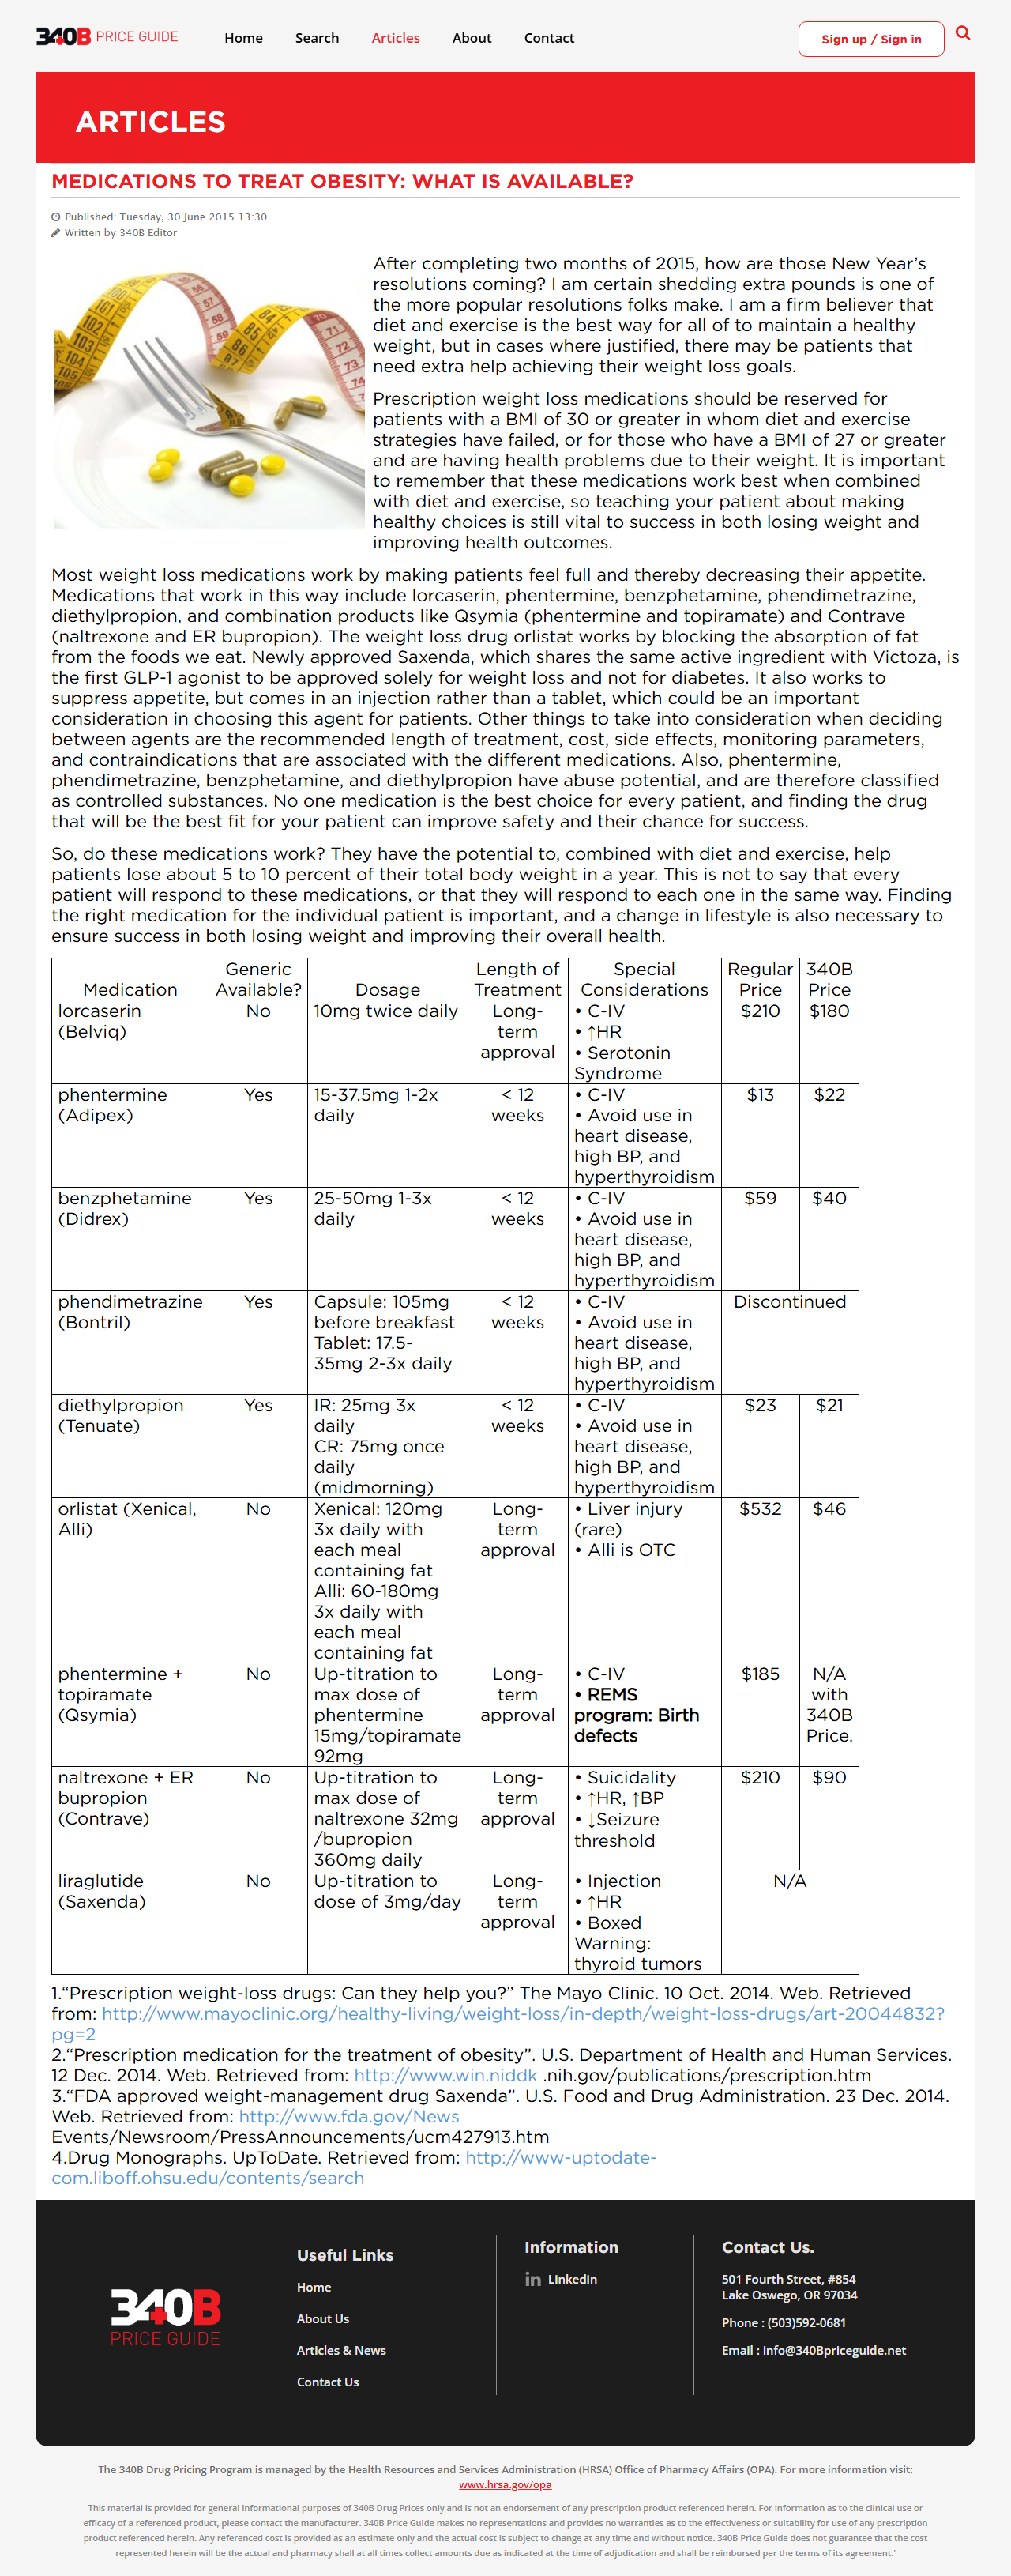 340B PRICE GUIDE
Home Search Articles About Contact
Sign up / Sign in
ARTICLES
MEDICATIONS TO TREAT OBESITY: WHAT IS AVAILABLE?
Published: Tuesday, 30 June 2015 13:30
Written by 340B Editor
After completing two months of 2015, how are those New Year's
resolutions coming? I am certain shedding extra pounds is one of
the more popular resolutions folks make. I am a firm believer that
diet and exercise is the best way for all of to maintain a healthy
weight, but in cases where justified, there may be patients that
need extra help achieving their weight loss goals.
Prescription weight loss medications should be reserved for
patients with a BMI of 30 or greater in whom diet and exercise
strategies have failed, or for those who have a BMI of 27 or greater
and are having health problems due to their weight. It is important
to remember that these medications work best when combined
with diet and exercise, so teaching your patient about making
healthy choices is still vital to success in both losing weight and
improving health outcomes.
Most weight loss medications work by making patients feel full and thereby decreasing their appetite.
Medications that work in this way include lorcaserin, phentermine, benzphetamine, phendimetrazine,
diethylpropion, and combination products like Qsymia (phentermine and topiramate) and Contrave
(naltrexone and ER bupropion). The weight loss drug orlistat works by blocking the absorption of fat
from the foods we eat. Newly approved Saxenda, which shares the same active ingredient with Victoza, is
the first GLP-1 agonist to be approved solely for weight loss and not for diabetes. It also works to
suppress appetite, but comes in an injection rather than a tablet, which could be an important
consideration in choosing this agent for patients. Other things to take into consideration when deciding
between agents are the recommended length of treatment, cost, side effects, monitoring parameters,
and contraindications that are associated with the different medications. Also, phentermine,
phendimetrazine, benzphetamine, and diethylpropion have abuse potential, and are therefore classified
as controlled substances. No one medication is the best choice for every patient, and finding the drug
that will be the best fit for your patient can improve safety and their chance for success.
So, do these medications work? They have the potential to, combined with diet and exercise, help
patients lose about 5 to 10 percent of their total body weight in a year. This is not to say that every
patient will respond to these medications, or that they will respond to each one in the same way. Finding
the right medication for the individual patient is important, and a change in lifestyle is also necessary to
ensure success in both losing weight and improving their overall health.
Generic Length of Special Regular 340B
Medication Available? Dosage Treatment Considerations Price Price
lorcaserin No 10mg twice daily Long- • C-IV $210 $180
(Belviq) term • ↑HR
approval • Serotonin
Syndrome
phentermine Yes 15-37.5mg 1-2x < 12 • C-IV $13 $22
(Adipex) daily weeks • Avoid use in
heart disease,
high BP, and
hyperthyroidism
benzphetamine Yes 25-50mg 1-3x < 12 • C-IV $59 $40
(Didrex) daily weeks • Avoid use in
heart disease,
high BP, and
hyperthyroidism
phendimetrazine Yes Capsule: 105mg < 12 • C-IV Discontinued
(Bontril) before breakfast weeks • Avoid use in
Tablet: 17.5- heart disease,
35mg 2-3x daily high BP, and
hyperthyroidism
diethylpropion Yes IR: 25mg 3x < 12 • C-IV $23 $21
(Tenuate) daily weeks • Avoid use in
CR: 75mg once heart disease,
daily high BP, and
(midmorning) hyperthyroidism
orlistat (Xenical, No Xenical: 120mg Long- • Liver injury $532 $46
Alli) 3x daily with term (rare)
each meal approval • Alli is OTC
containing fat
Alli: 60-180mg
3x daily with
each meal
containing fat
phentermine + No Up-titration to Long- • C-IV $185 N/A
topiramate max dose of term • REMS with
(Qsymia) phentermine approval program: Birth 340B
15mg/topiramate defects Price.
92mg
naltrexone + ER No Up-titration to Long- • Suicidality $210 $90
bupropion max dose of term • ↑HR, ↑BP
(Contrave) naltrexone 32mg approval • ↓Seizure
/bupropion threshold
360mg daily
liraglutide No Up-titration to Long- • Injection N/A
(Saxenda) dose of 3mg/day term • ↑HR
approval • Boxed
Warning:
thyroid tumors
1.“Prescription weight-loss drugs: Can they help you?” The Mayo Clinic. 10 Oct. 2014. Web. Retrieved
from: http://www.mayoclinic.org/healthy-living/weight-loss/in-depth/weight-loss-drugs/art-20044832?
pg=2
2.“Prescription medication for the treatment of obesity”. U.S. Department of Health and Human Services.
12 Dec. 2014. Web. Retrieved from: http://www.win.niddk .nih.gov/publications/prescription.htm
3.“FDA approved weight-management drug Saxenda”. U.S. Food and Drug Administration. 23 Dec. 2014.
Web. Retrieved from: http://www.fda.gov/News
Events/Newsroom/PressAnnouncements/ucm427913.htm
4.Drug Monographs. UpToDate. Retrieved from: http://www-uptodate-
com.liboff.ohsu.edu/contents/search
340B
PRICE GUIDE
Useful Links
Home
About Us
Articles & News
Contact Us
Information
Linkedin
Contact Us.
501 Fourth Street, #854
Lake Oswego, OR 97034
Phone : (503)592-0681
Email : info@340Bpriceguide.net
The 340B Drug Pricing Program is managed by the Health Resources and Services Administration (HRSA) Office of Pharmacy Affairs (OPA). For more information visit:
www.hrsa.gov/opa
This material is provided for general informational purposes of 340B Drug Prices only and is not an endorsement of any prescription product referenced herein. For information as to the clinical use or
efficacy of a referenced product, please contact the manufacturer. 340B Price Guide makes no representations and provides no warranties as to the effectiveness or suitability for use of any prescription
product referenced herein. Any referenced cost is provided as an estimate only and the actual cost is subject to change at any time and without notice. 340B Price Guide does not guarantee that the cost
represented herein will be the actual and pharmacy shall at all times collect amounts due as indicated at the time of adjudication and shall be reimbursed per the terms of its agreement.'